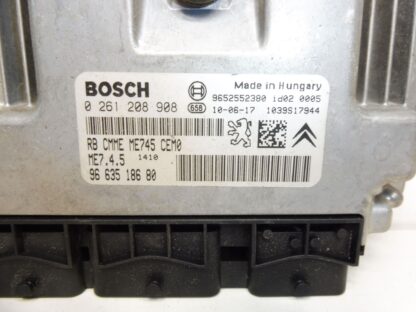 BOSCH
Made in Hungary
9652552380 id02 0005
0 261 208 908
658
10-06-17 1039S17944
RB CMME ME745 CEM0
ME7.4.5 1410
96 635 186 80